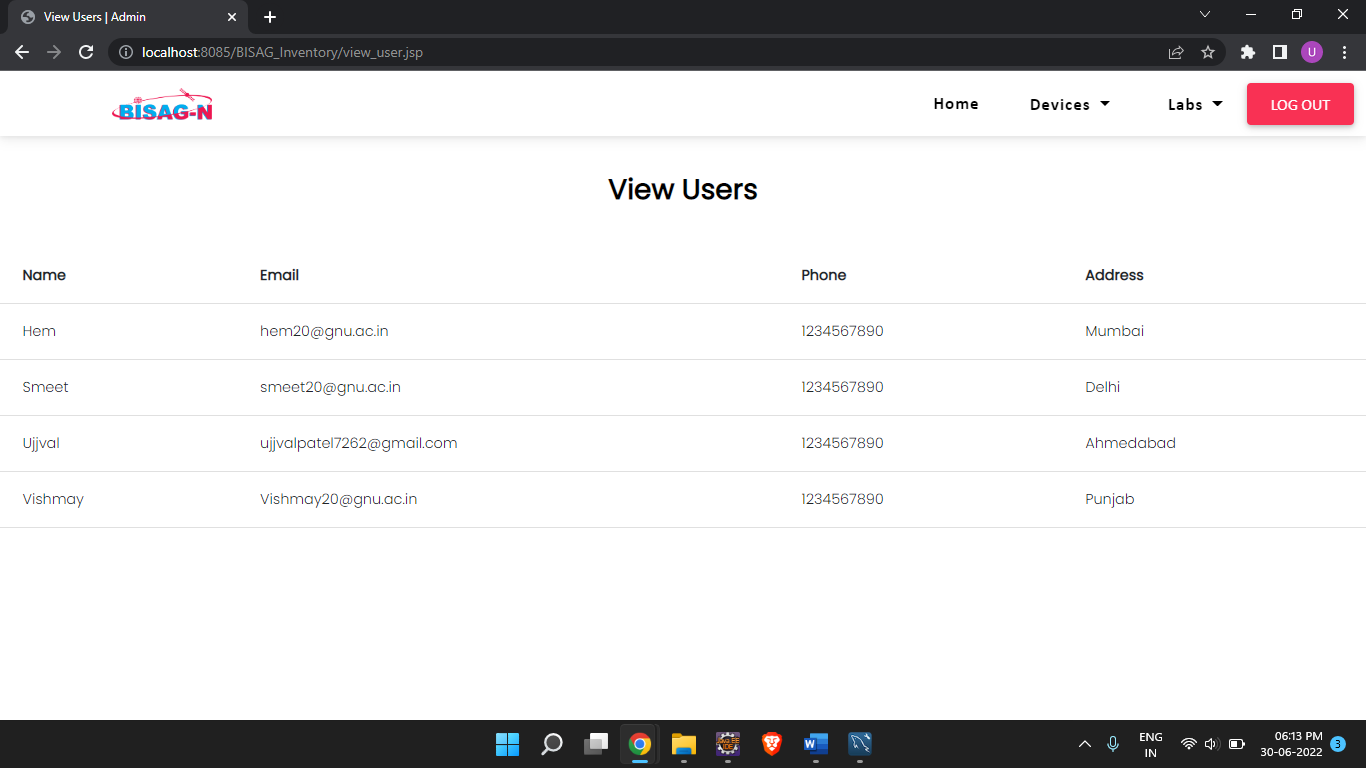 View Users | Admin
localhost:8085/BISAG_Inventory/view_user.jsp
U
BISAG-N
Home
Devices
Labs
LOG OUT
View Users
Name Email Phone Address
Hem hem20@gnu.ac.in 1234567890 Mumbai
Smeet smeet20@gnu.ac.in 1234567890 Delhi
Ujjval ujjvalpatel7262@gmail.com 1234567890 Ahmedabad
Vishmay Vishmay20@gnu.ac.in 1234567890 Punjab
W
ENG
IN
06:13 PM
30-06-2022
3